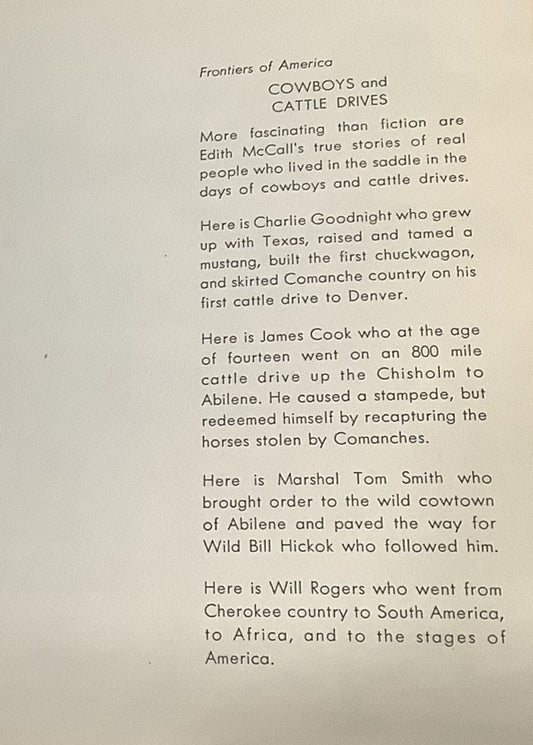 Frontiers of America
COWBOYS and
CATTLE DRIVES
More fascinating than fiction are
Edith McCall's true stories of real
people who lived in the saddle in the
days of cowboys and cattle drives.
Here is Charlie Goodnight who grew
up with Texas, raised and tamed a
mustang, built the first chuckwagon,
and skirted Comanche country on his
first cattle drive to Denver.
Here is James Cook who at the age
of fourteen went on an 800 mile
cattle drive up the Chisholm to
Abilene. He caused a stampede, but
redeemed himself by recapturing the
horses stolen by Comanches.
Here is Marshal Tom Smith who
brought order to the wild cowtown
of Abilene and paved the way for
Wild Bill Hickok who followed him.
Here is Will Rogers who went from
Cherokee country to South America,
to Africa, and to the stages of
America.